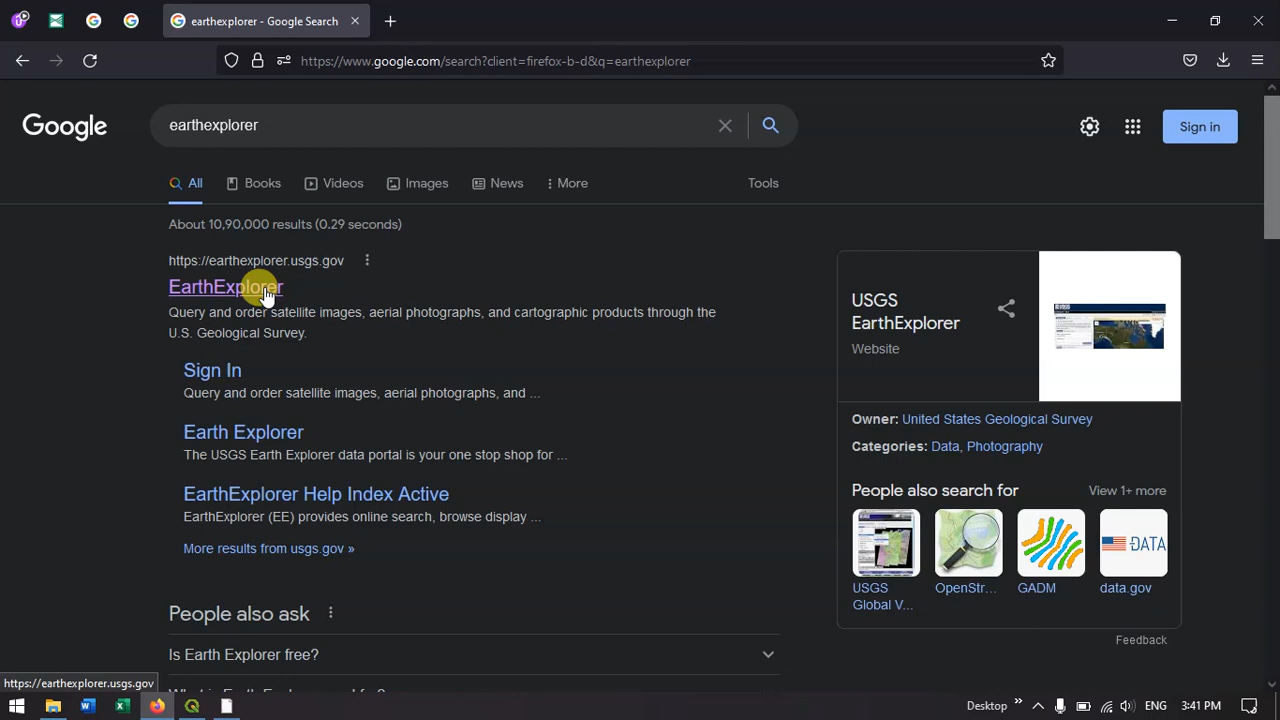 earthexplorer - Google Search
https://www.google.com/search?client=firefox-b-d&q=earthexplorer
Google
earthexplorer
Sign in
All
Books
Videos
Images
News
More
Tools
About 10,90,000 results (0.29 seconds)
https://earthexplorer.usgs.gov
EarthExplorer
Query and order satellite images, aerial photographs, and cartographic products through the
U.S. Geological Survey.
Sign In
Query and order satellite images, aerial photographs, and ...
Earth Explorer
The USGS Earth Explorer data portal is your one stop shop for ...
EarthExplorer Help Index Active
EarthExplorer (EE) provides online search, browse display ...
More results from usgs.gov »
People also ask
Is Earth Explorer free?
USGS
EarthExplorer
Website
Owner: United States Geological Survey
Categories: Data, Photography
People also search for
View 1+ more
USGS
Global V...
OpenStr...
GADM
DATA
data.gov
Feedback
https://earthexplorer.usgs.gov
Desktop
ENG
3:41 PM